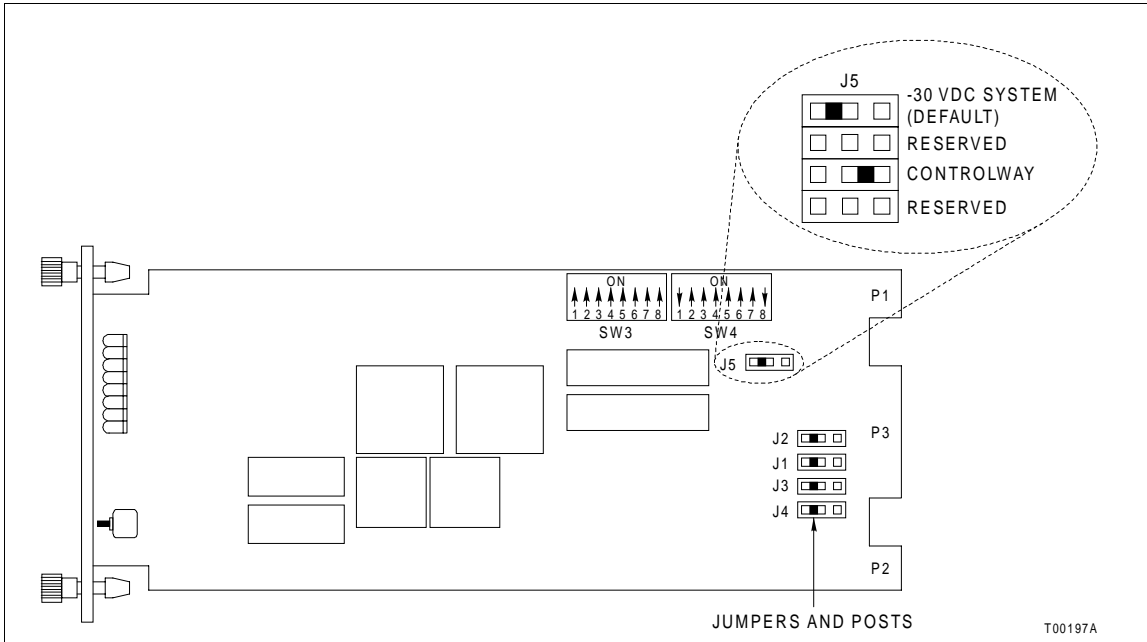 J5
-30 VDC SYSTEM
(DEFAULT)
RESERVED
CONTROLWAY
RESERVED
ON
1 2 3 4 5 6 7 8
SW3
ON
1 2 3 4 5 6 7 8
SW4
P1
J5
J2
J1
J3
J4
P3
P2
JUMPERS AND POSTS
T00197A